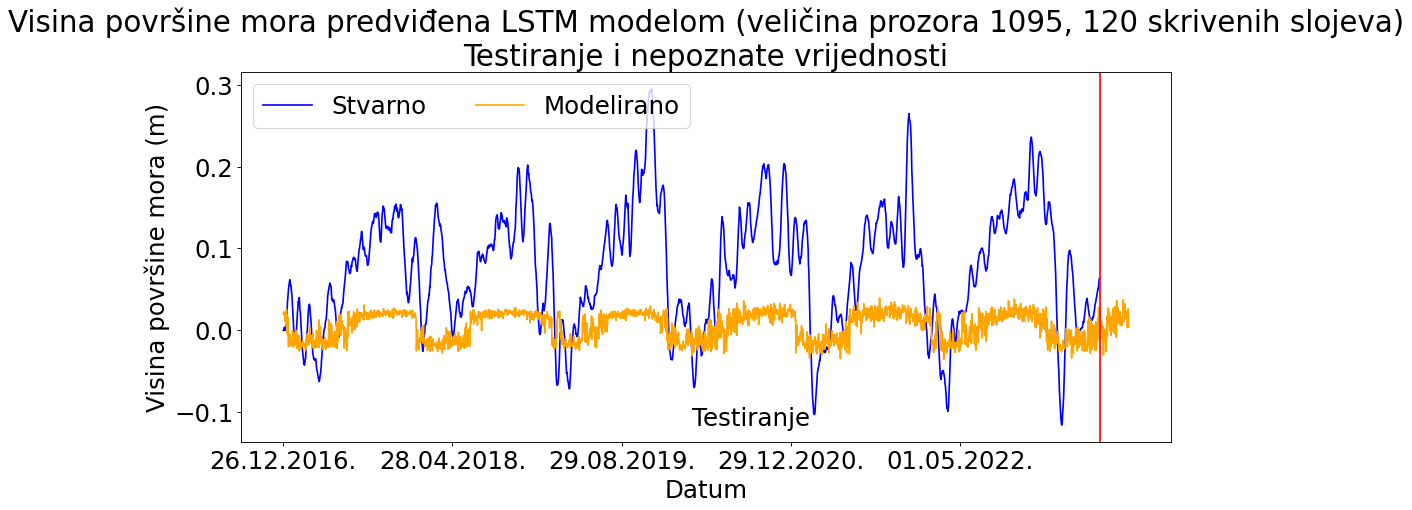 Visina površine mora predviđena LSTM modelom (veličina prozora 1095, 120 skrivenih slojeva)
Testiranje i nepoznate vrijednosti
Stvarno
Modelirano
Visina površine mora (m)
0.3
0.2
0.1
0.0
−0.1
Testiranje
26.12.2016.
28.04.2018.
29.08.2019.
29.12.2020.
01.05.2022.
Datum